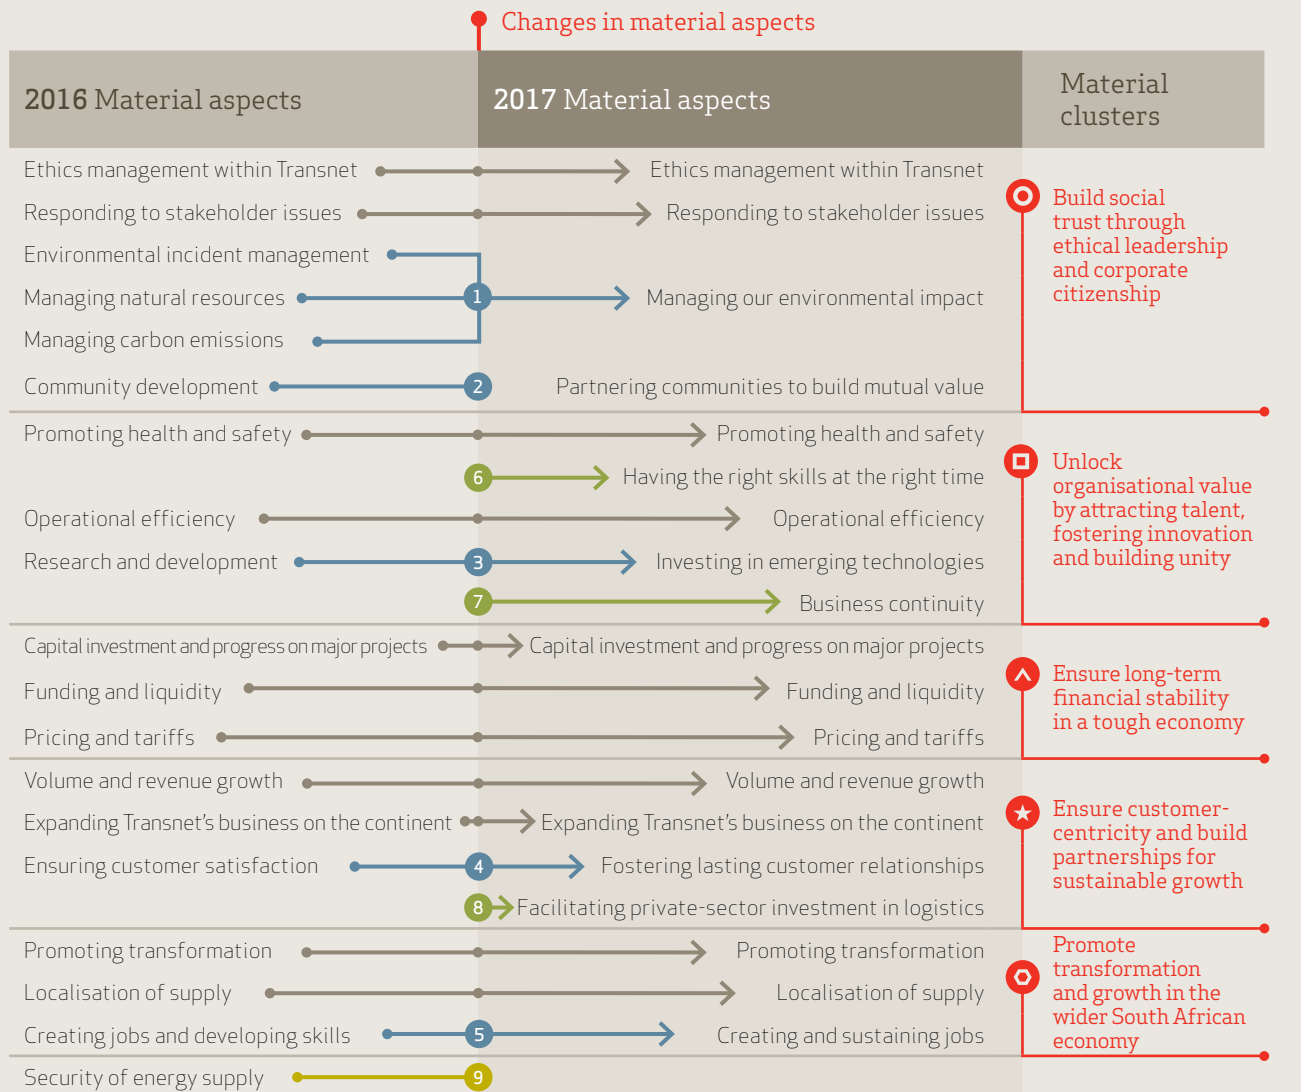 Changes in material aspects
2016 Material aspects
2017 Material aspects
Material
clusters
Ethics management within Transnet
Ethics management within Transnet
Responding to stakeholder issues
Responding to stakeholder issues
Environmental incident management
Managing natural resources
1
Managing our environmental impact
Managing carbon emissions
Community development
2
Partnering communities to build mutual value
Build social
trust through
ethical leadership
and corporate
citizenship
Promoting health and safety
Promoting health and safety
6
Having the right skills at the right time
Operational efficiency
Operational efficiency
Research and development
3
Investing in emerging technologies
7
Business continuity
Unlock
organisational value
by attracting talent,
fostering innovation
and building unity
Capital investment and progress on major projects
Capital investment and progress on major projects
Funding and liquidity
Funding and liquidity
Pricing and tariffs
Pricing and tariffs
Ensure long-term
financial stability
in a tough economy
Volume and revenue growth
Volume and revenue growth
Expanding Transnet's business on the continent
Expanding Transnet's business on the continent
Ensuring customer satisfaction
4
Fostering lasting customer relationships
8
Facilitating private-sector investment in logistics
Ensure customer-
centricity and build
partnerships for
sustainable growth
Promoting transformation
Promoting transformation
Localisation of supply
Localisation of supply
Creating jobs and developing skills
5
Creating and sustaining jobs
Promote
transformation
and growth in the
wider South African
economy
Security of energy supply
9